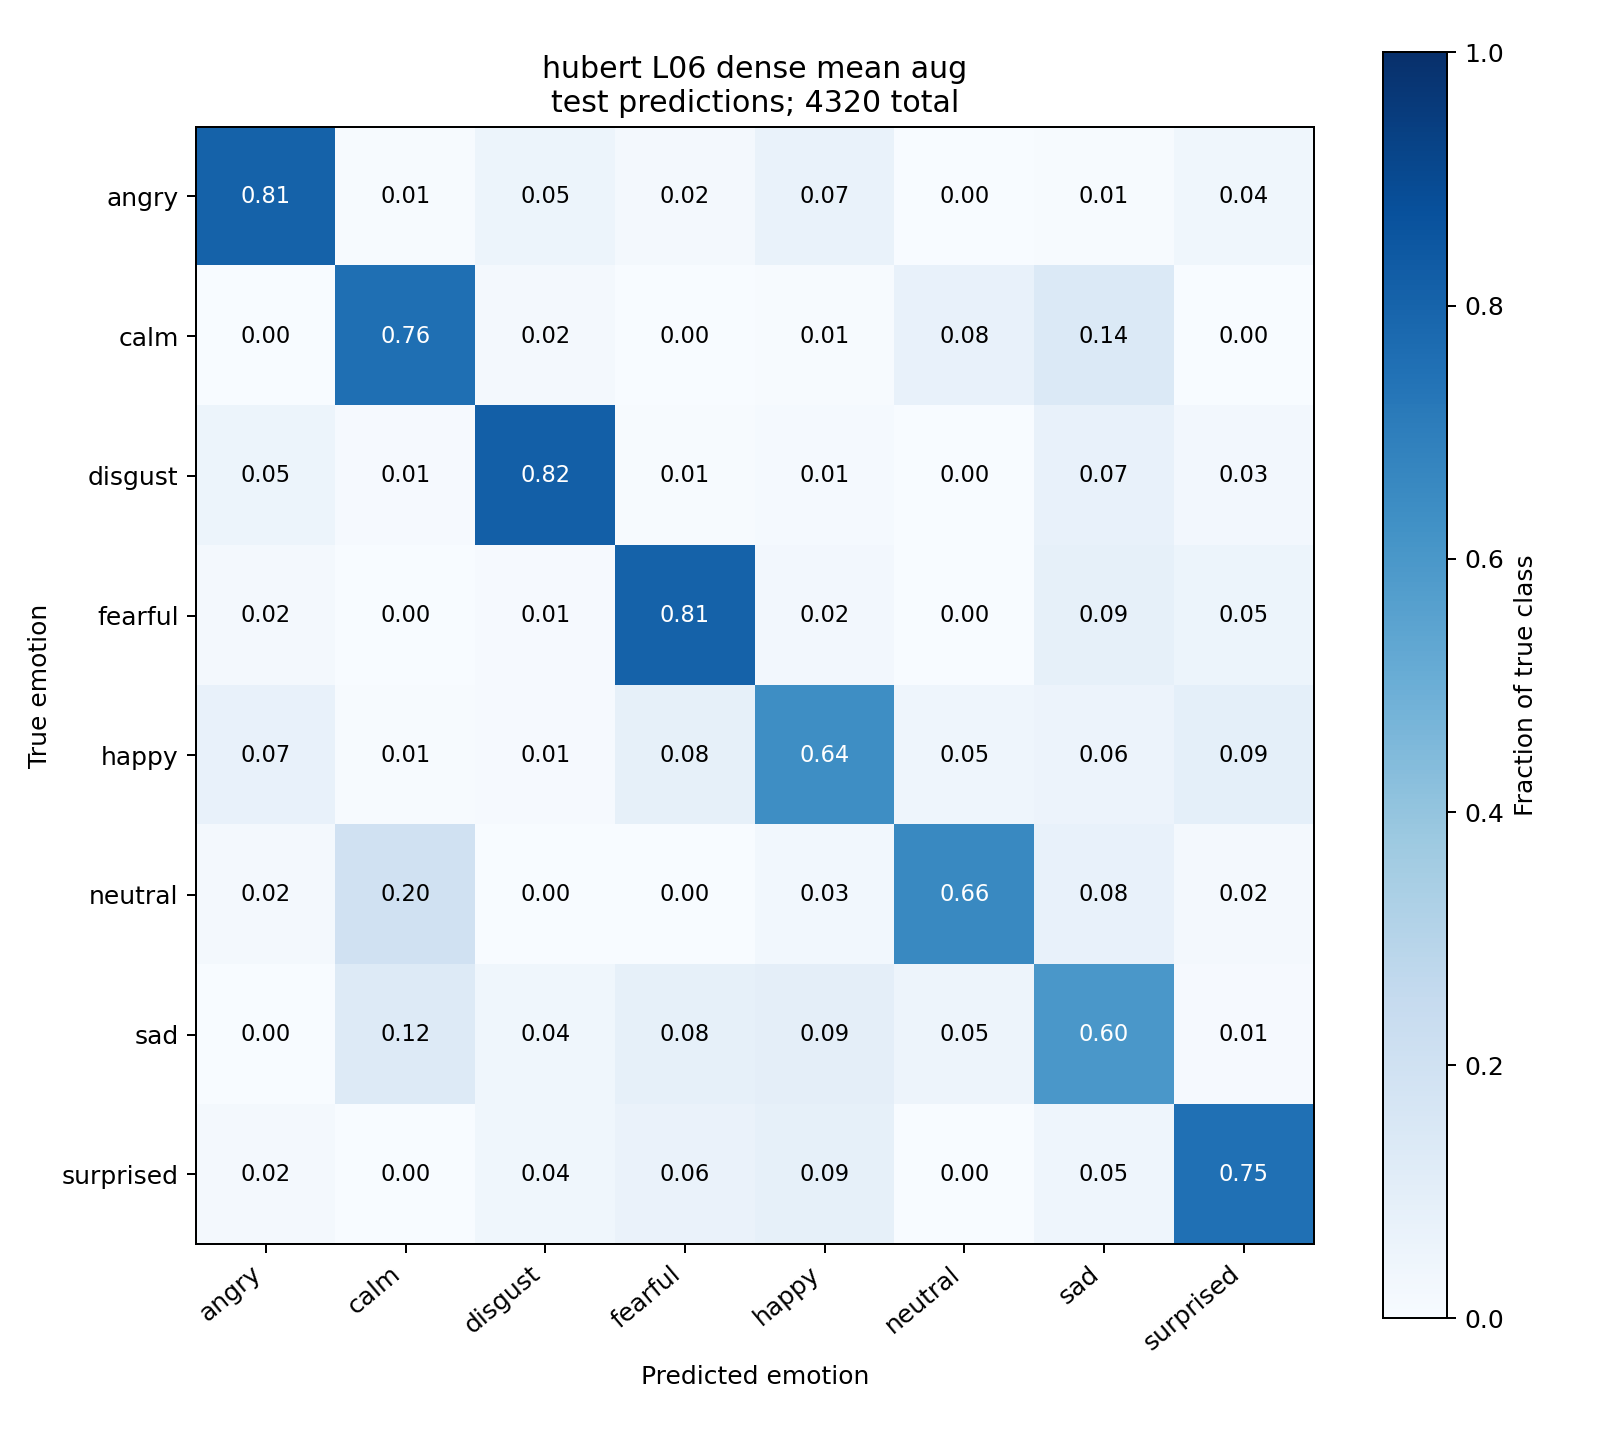 hubert L06 dense mean aug
test predictions; 4320 total
angry 0.81 0.01 0.05 0.02 0.07 0.00 0.01 0.04
calm 0.00 0.76 0.02 0.00 0.01 0.08 0.14 0.00
disgust 0.05 0.01 0.82 0.01 0.01 0.00 0.07 0.03
fearful 0.02 0.00 0.01 0.81 0.02 0.00 0.09 0.05
happy 0.07 0.01 0.01 0.08 0.64 0.05 0.06 0.09
neutral 0.02 0.20 0.00 0.00 0.03 0.66 0.08 0.02
sad 0.00 0.12 0.04 0.08 0.09 0.05 0.60 0.01
surprised 0.02 0.00 0.04 0.06 0.09 0.00 0.05 0.75
angry calm disgust fearful happy neutral sad surprised
Predicted emotion
True emotion
1.0
0.8
0.6
0.4
0.2
0.0
Fraction of true class